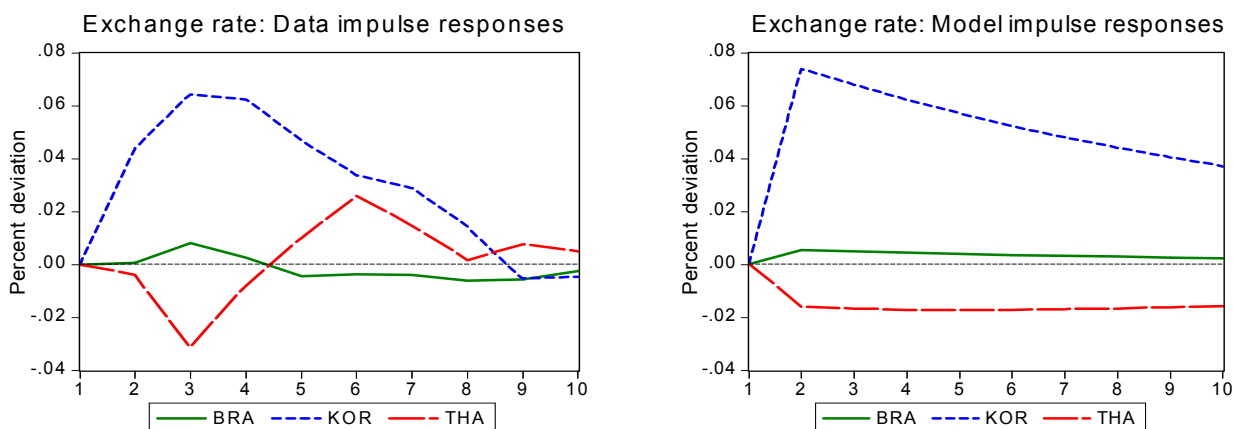 Exchange rate: Data impulse responses
.08
.06
.04
.02
.00
-.02
-.04
Percent deviation
1 2 3 4 5 6 7 8 9 10
BRA KOR THA
Exchange rate: Model impulse responses
.08
.06
.04
.02
.00
-.02
-.04
Percent deviation
1 2 3 4 5 6 7 8 9 10
BRA KOR THA